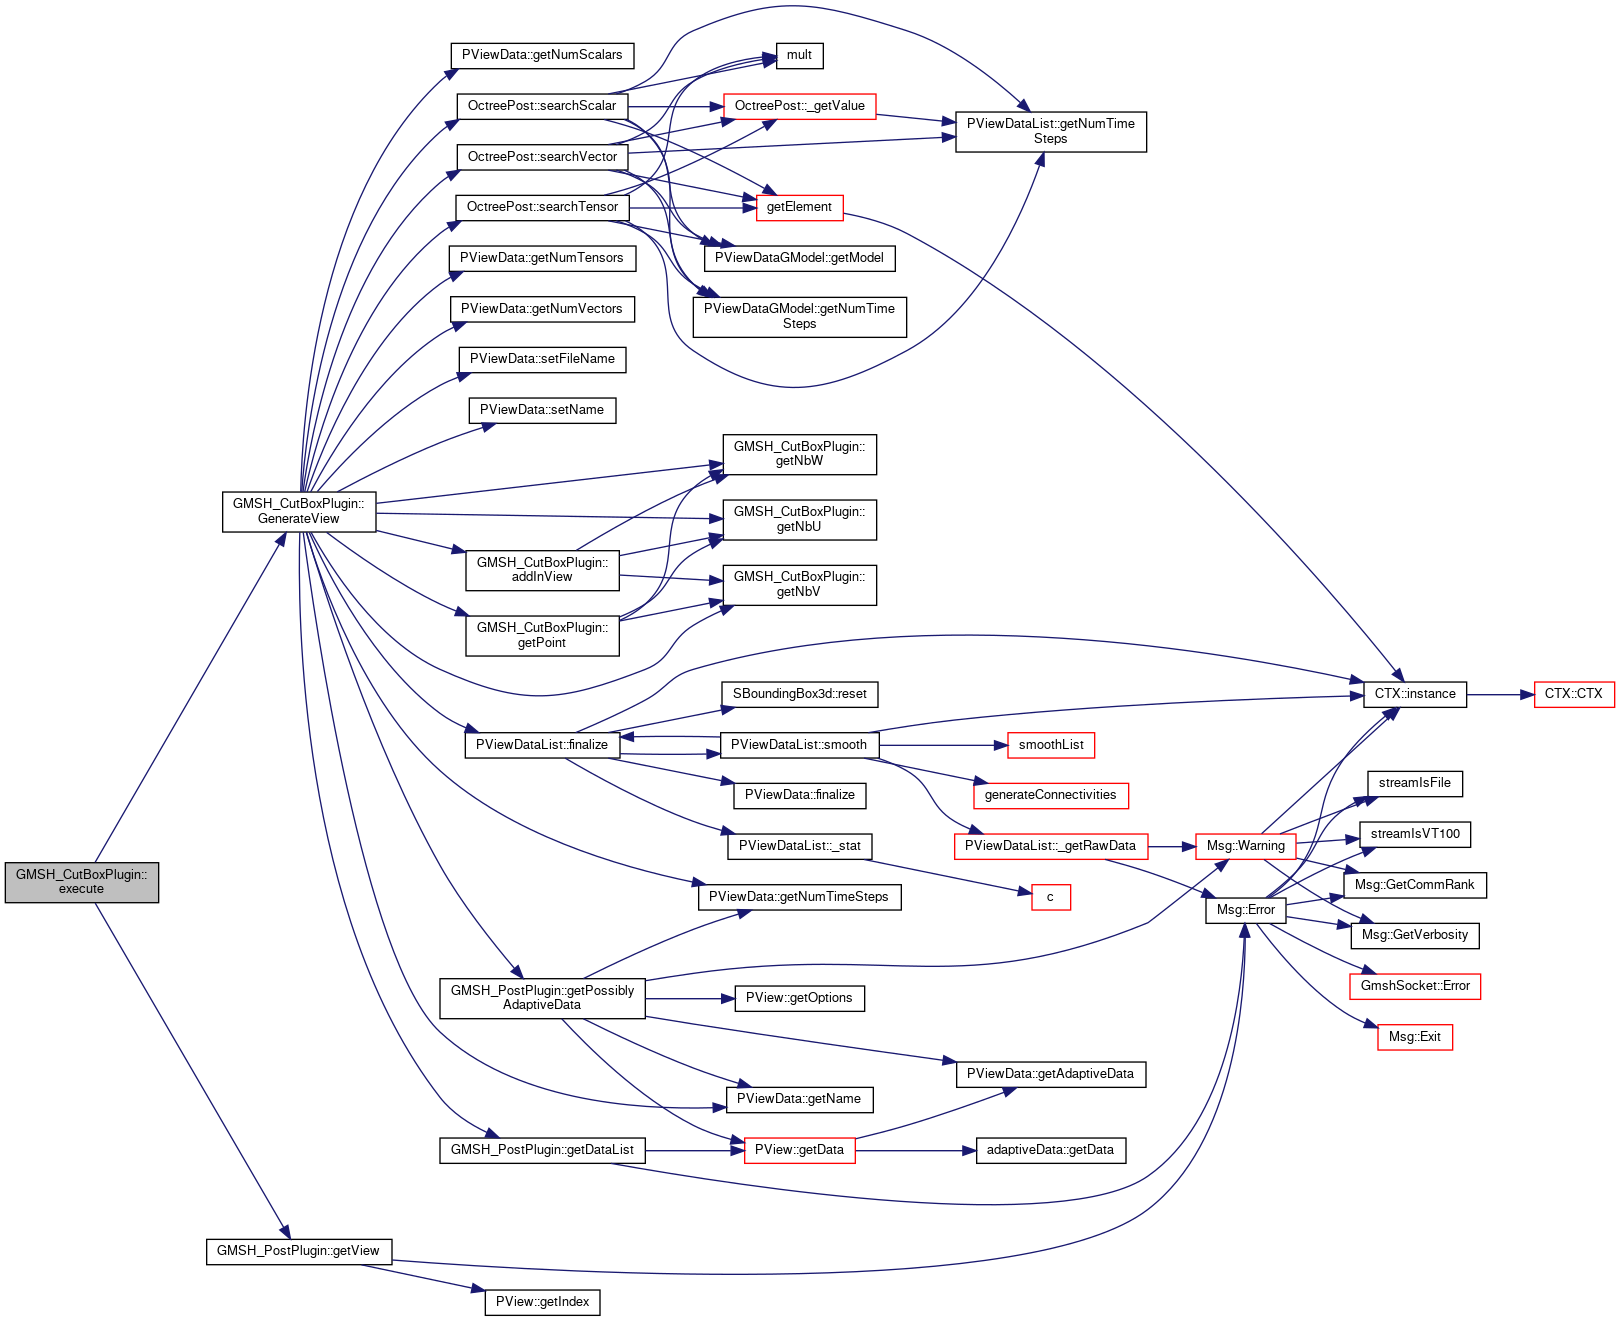 PViewData::getNumScalars
OctreePost::searchScalar
OctreePost::searchVector
OctreePost::searchTensor
PViewData::getNumTensors
PViewData::getNumVectors
PViewData::setFileName
PViewData::setName
mult
OctreePost::_getValue
getElement
PViewDataGModel::getModel
PViewDataGModel::getNumTime
Steps
PViewDataList::getNumTime
Steps
GMSH_CutBoxPlugin::
getNbW
GMSH_CutBoxPlugin::
getNbU
GMSH_CutBoxPlugin::
getNbV
GMSH_CutBoxPlugin::
GenerateView
GMSH_CutBoxPlugin::
addInView
GMSH_CutBoxPlugin::
getPoint
SBoundingBox3d::reset
PViewDataList::finalize
PViewDataList::smooth
PViewData::finalize
PViewDataList::_stat
smoothList
generateConnectivities
PViewDataList::_getRawData
c
CTX::instance
CTX::CTX
streamIsFile
streamIsVT100
Msg::Warning
Msg::GetCommRank
Msg::Error
Msg::GetVerbosity
GmshSocket::Error
Msg::Exit
GMSH_CutBoxPlugin::
execute
PViewData::getNumTimeSteps
GMSH_PostPlugin::getPossibly
AdaptiveData
PView::getOptions
PViewData::getAdaptiveData
PViewData::getName
GMSH_PostPlugin::getDataList
PView::getData
adaptiveData::getData
GMSH_PostPlugin::getView
PView::getIndex